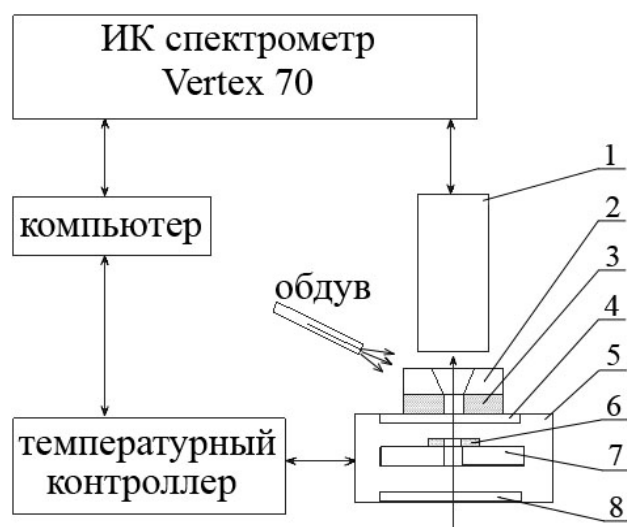 ИК спектрометр
Vertex 70
компьютер
обдув
температурный
контроллер
1
2
3
4
5
6
7
8